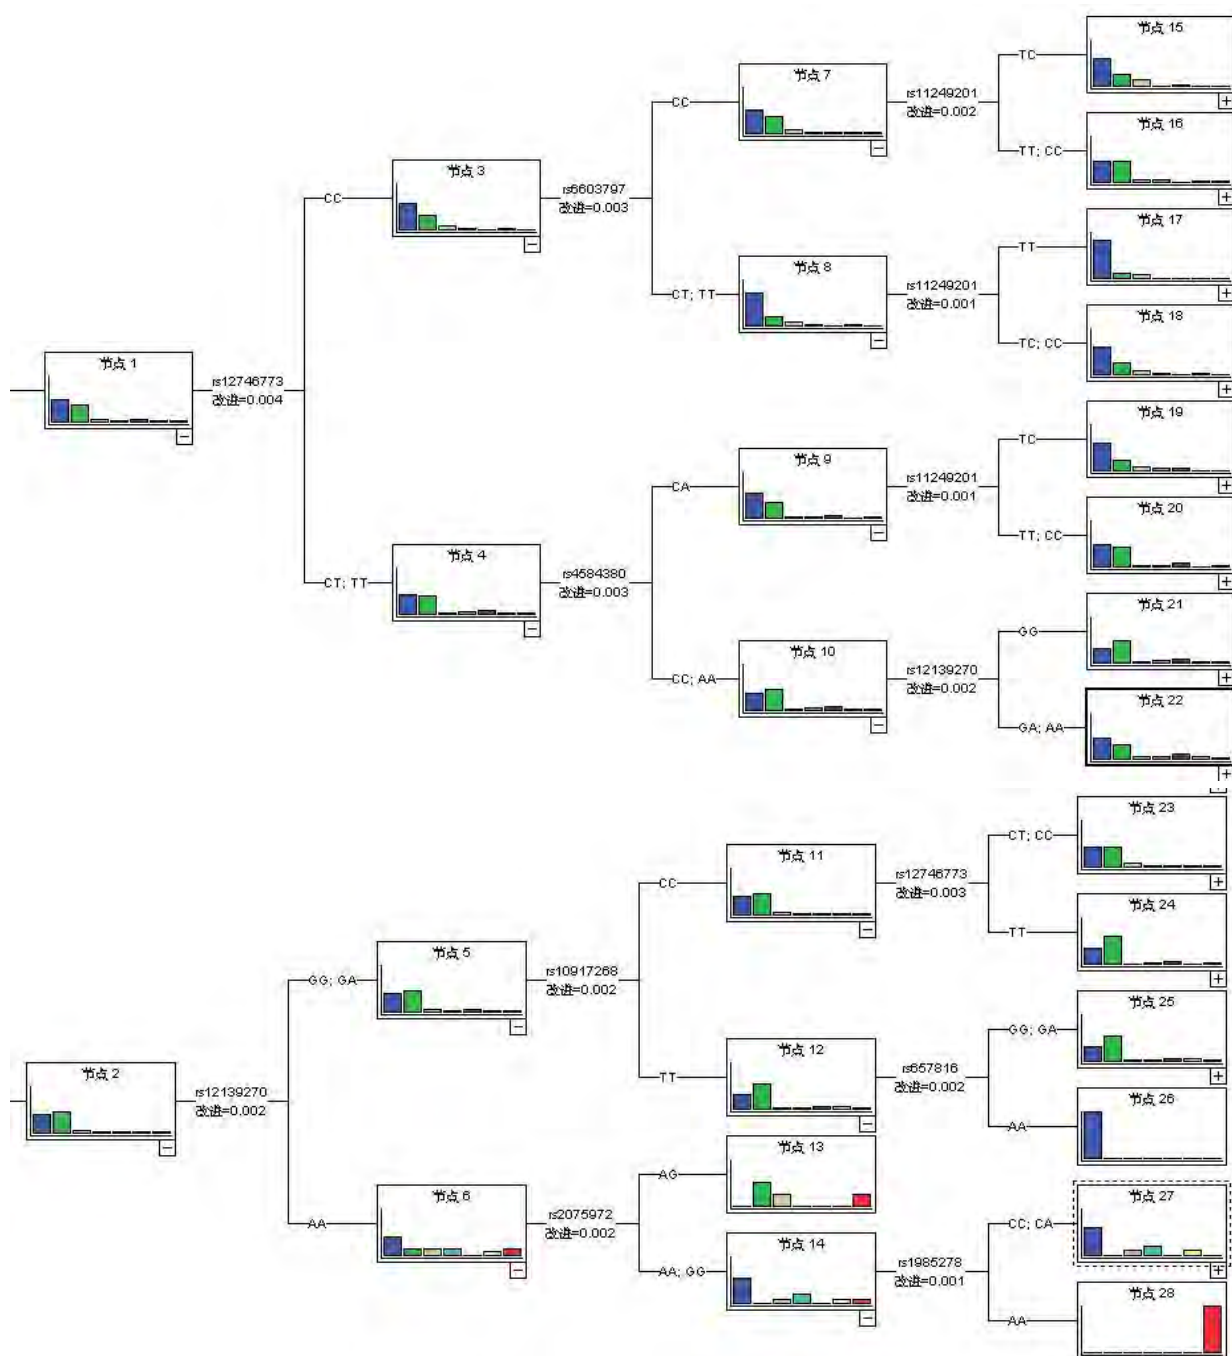 节点 15
TC
节点 7
rs11249201
改进=0.002
CC
节点 16
TT; CC
节点 3
rs6603797
改进=0.003
CC
节点 17
TT
节点 8
rs11249201
改进=0.001
CT; TT
节点 18
TC; CC
节点 1
rs12746773
改进=0.004
节点 19
TC
节点 9
rs11249201
改进=0.001
CA
节点 20
TT; CC
节点 4
rs4584380
改进=0.003
CT; TT
节点 21
GG
节点 10
rs12139270
改进=0.002
CC; AA
节点 22
GA; AA
节点 23
CT; CC
节点 11
rs12746773
改进=0.003
CC
节点 24
TT
节点 5
rs10917268
改进=0.002
GG; GA
节点 25
GG; GA
节点 12
rs657816
改进=0.002
TT
节点 26
AA
节点 2
rs12139270
改进=0.002
节点 13
AG
节点 6
rs2075972
改进=0.002
AA
节点 27
CC; CA
节点 14
rs1985278
改进=0.001
AA; GG
节点 28
AA